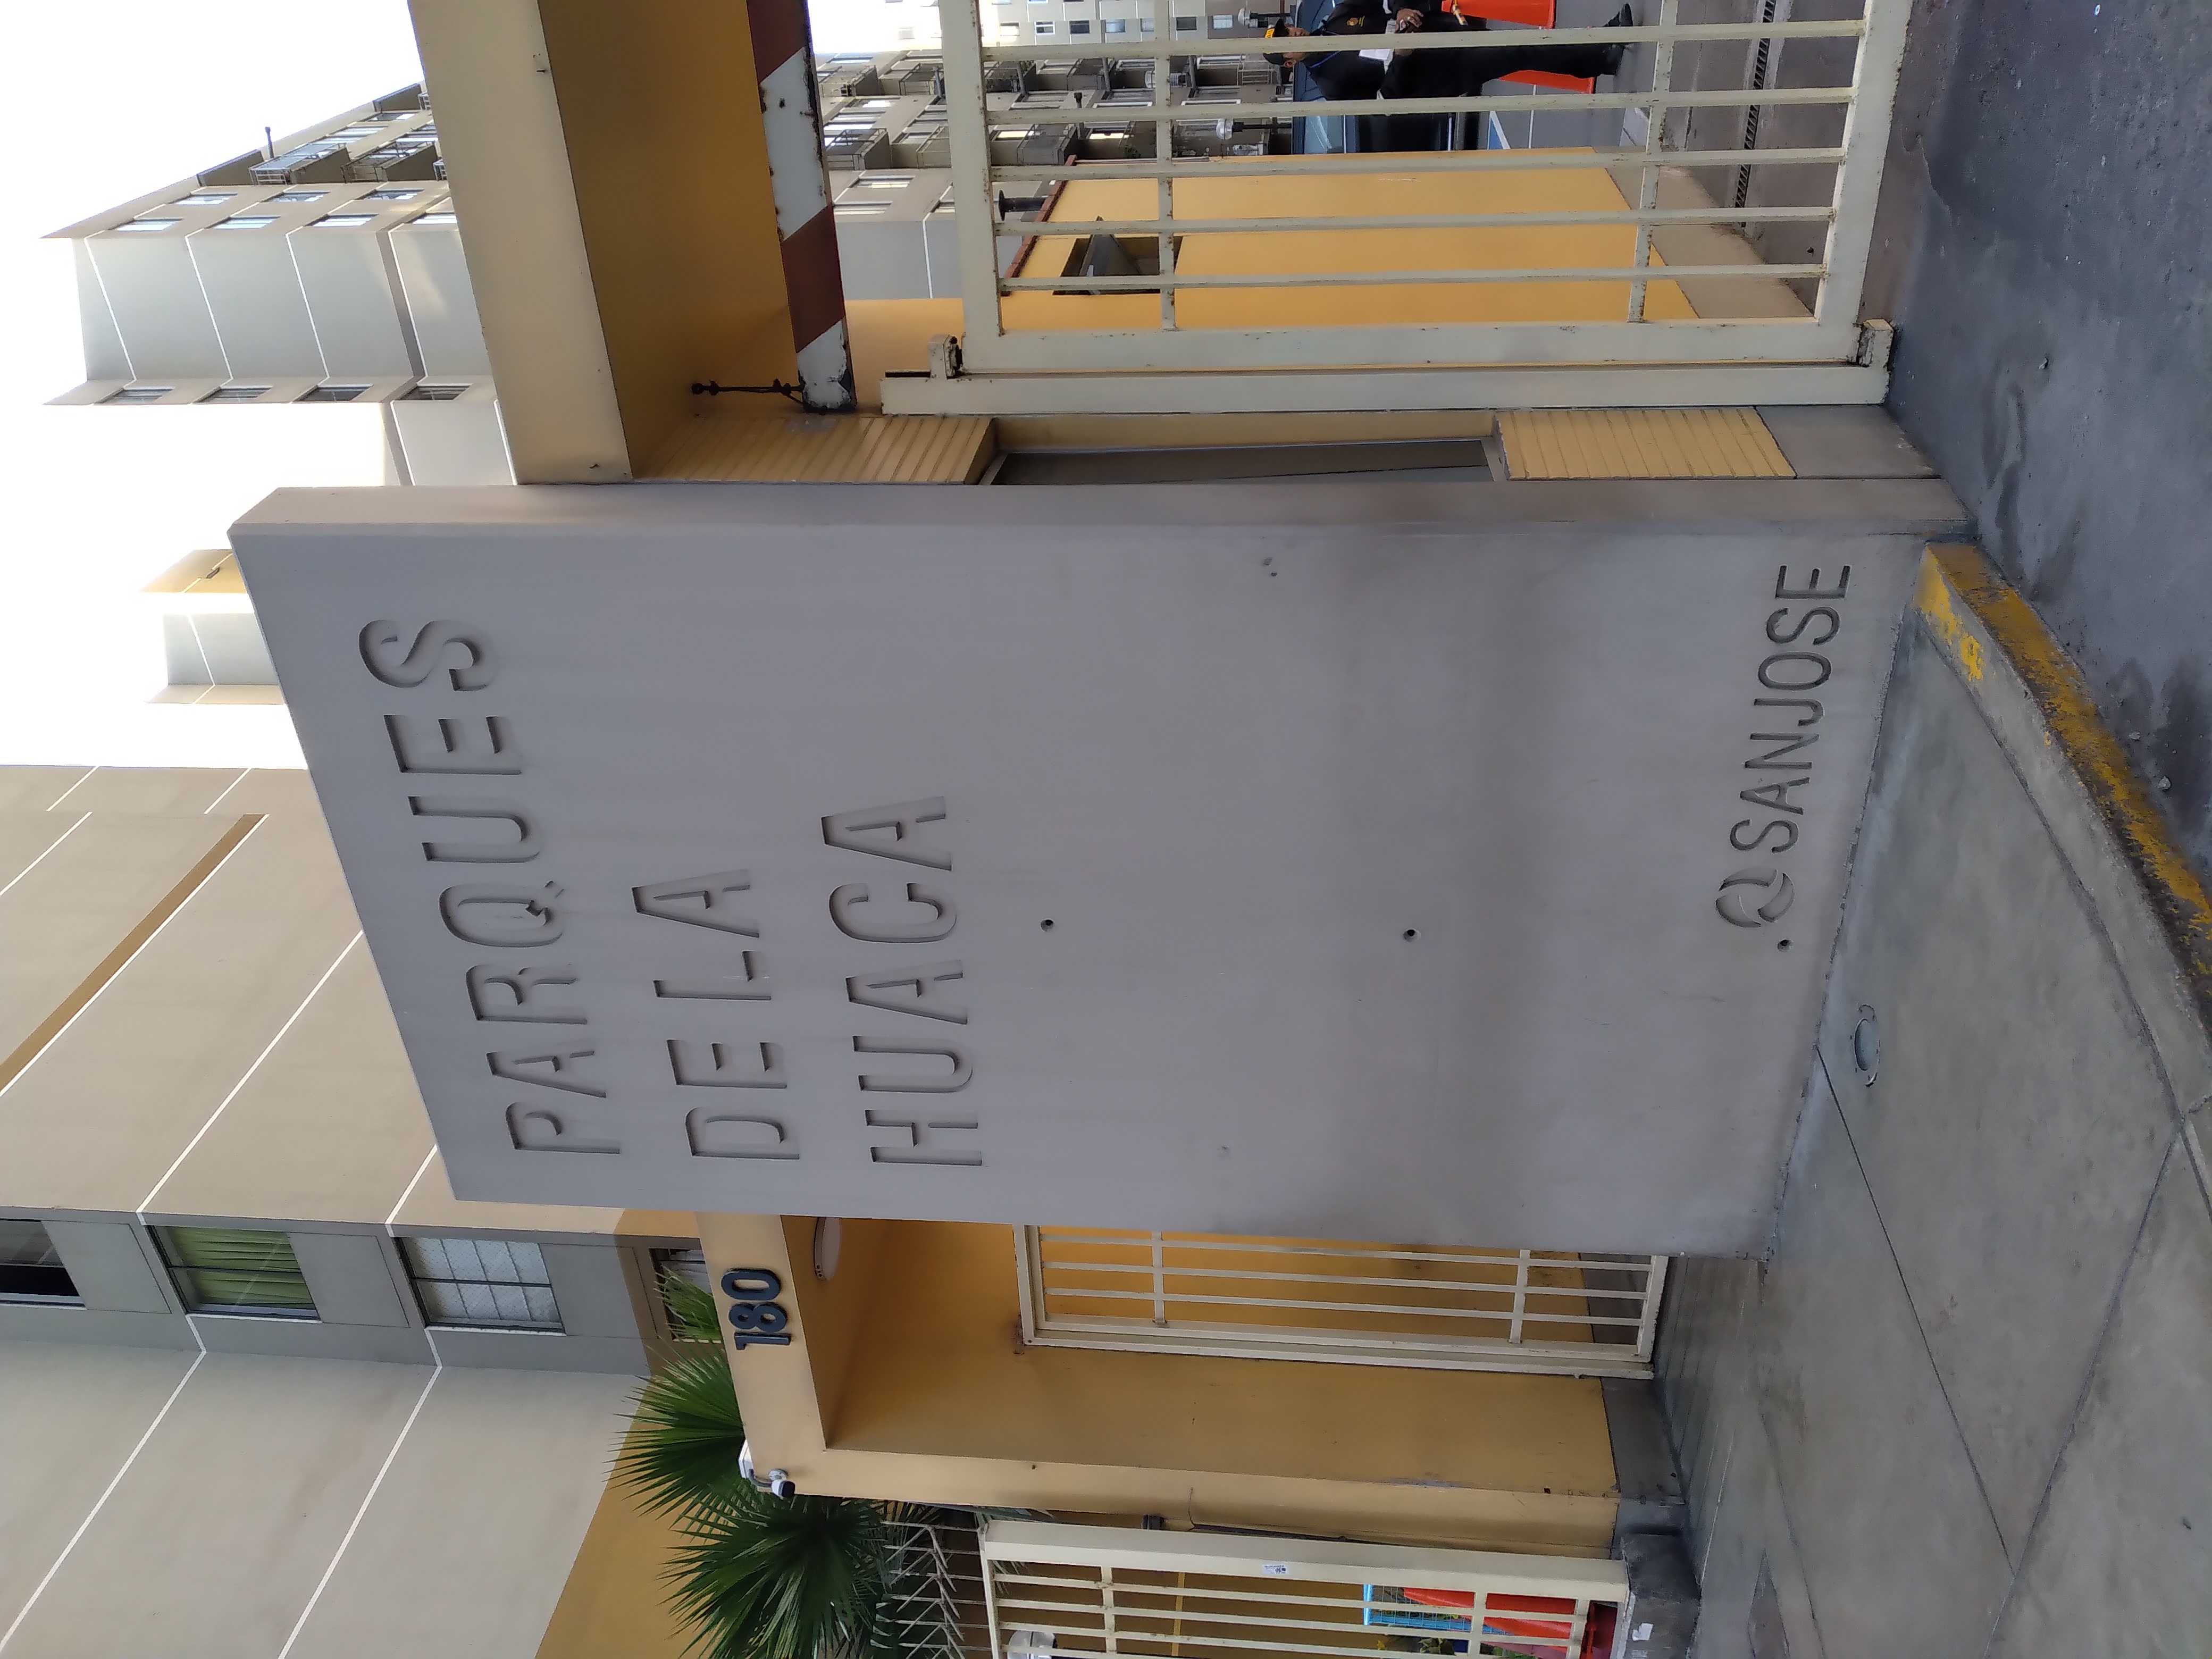 PARQUES
DE LA
HUACA
180
SANJOSE